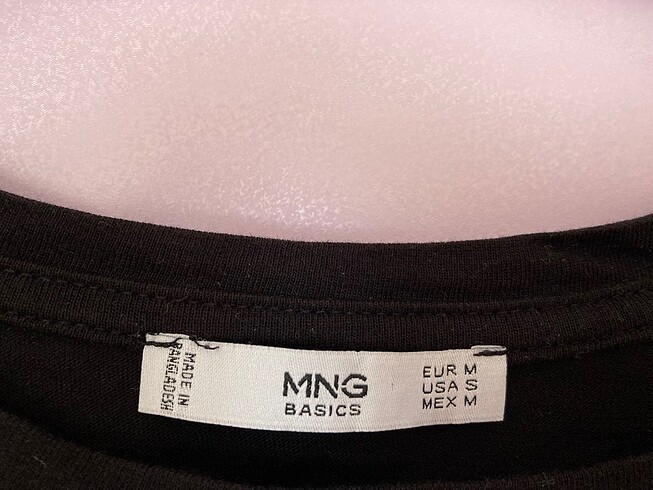 MADE IN
BANGLADESH
MNG
BASICS
EUR M
USA S
MEX M